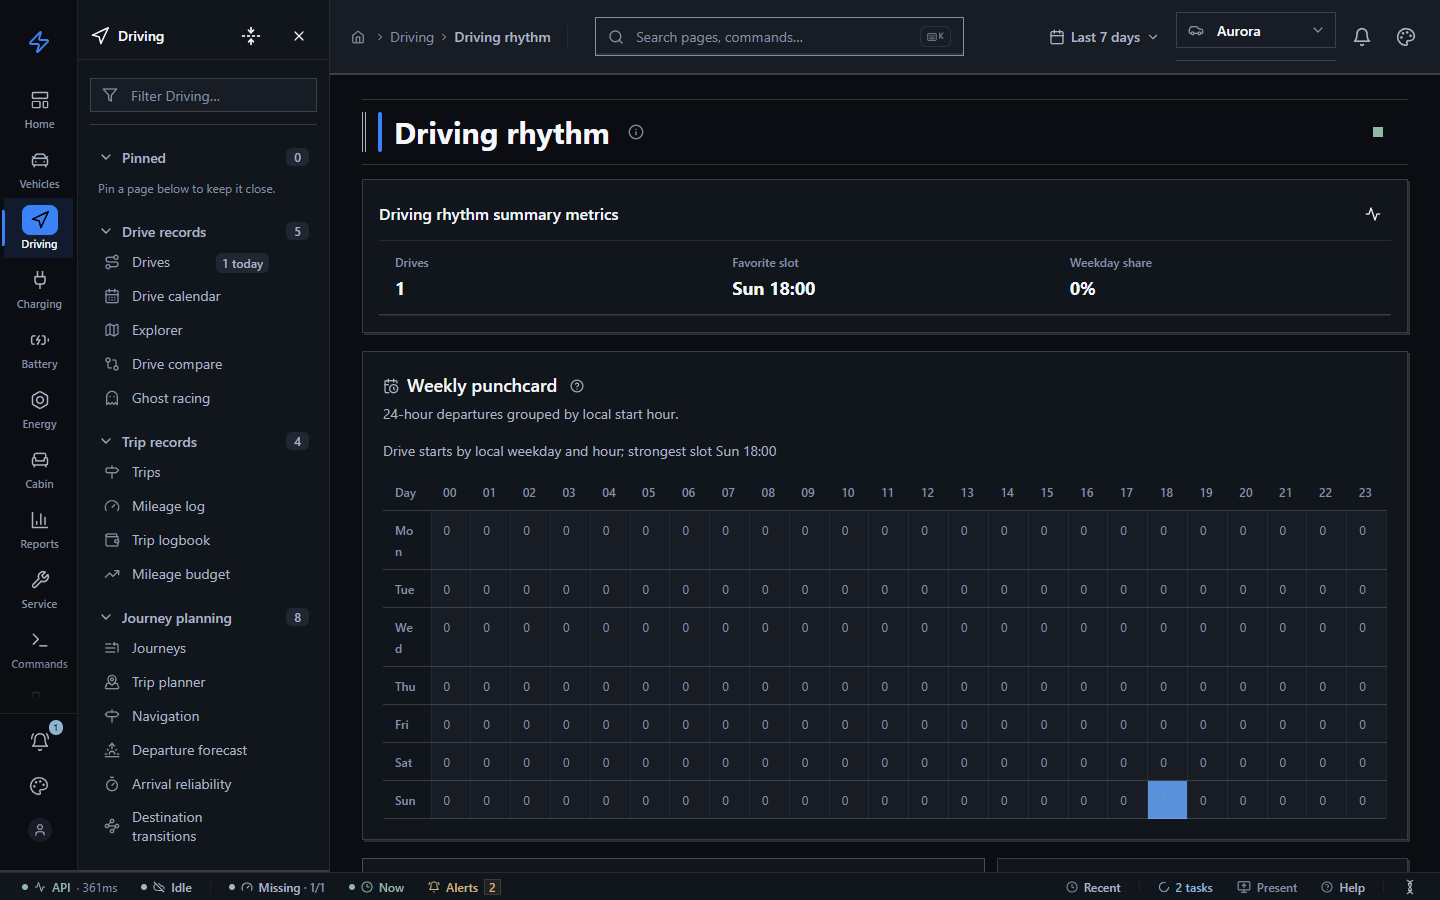 Home
Vehicles
Driving
Charging
Battery
Energy
Cabin
Reports
Service
Commands
1
Driving
Filter Driving...
Pinned 0
Pin a page below to keep it close.
Drive records 5
Drives 1 today
Drive calendar
Explorer
Drive compare
Ghost racing
Trip records 4
Trips
Mileage log
Trip logbook
Mileage budget
Journey planning 8
Journeys
Trip planner
Navigation
Departure forecast
Arrival reliability
Destination
transitions
Driving Driving rhythm
Search pages, commands... K
Last 7 days
Aurora
Driving rhythm
Driving rhythm summary metrics
Drives Favorite slot Weekday share
1 Sun 18:00 0%
Weekly punchcard
24-hour departures grouped by local start hour.
Drive starts by local weekday and hour; strongest slot Sun 18:00
Day 00 01 02 03 04 05 06 07 08 09 10 11 12 13 14 15 16 17 18 19 20 21 22 23
Mo 0 0 0 0 0 0 0 0 0 0 0 0 0 0 0 0 0 0 0 0 0 0 0 0
n
Tue 0 0 0 0 0 0 0 0 0 0 0 0 0 0 0 0 0 0 0 0 0 0 0 0
We 0 0 0 0 0 0 0 0 0 0 0 0 0 0 0 0 0 0 0 0 0 0 0 0
d
Thu 0 0 0 0 0 0 0 0 0 0 0 0 0 0 0 0 0 0 0 0 0 0 0 0
Fri 0 0 0 0 0 0 0 0 0 0 0 0 0 0 0 0 0 0 0 0 0 0 0 0
Sat 0 0 0 0 0 0 0 0 0 0 0 0 0 0 0 0 0 0 0 0 0 0 0 0
Sun 0 0 0 0 0 0 0 0 0 0 0 0 0 0 0 0 0 0 0 0 0 0 0
API · 361ms Idle Missing · 1/1 Now Alerts 2 Recent 2 tasks Present Help